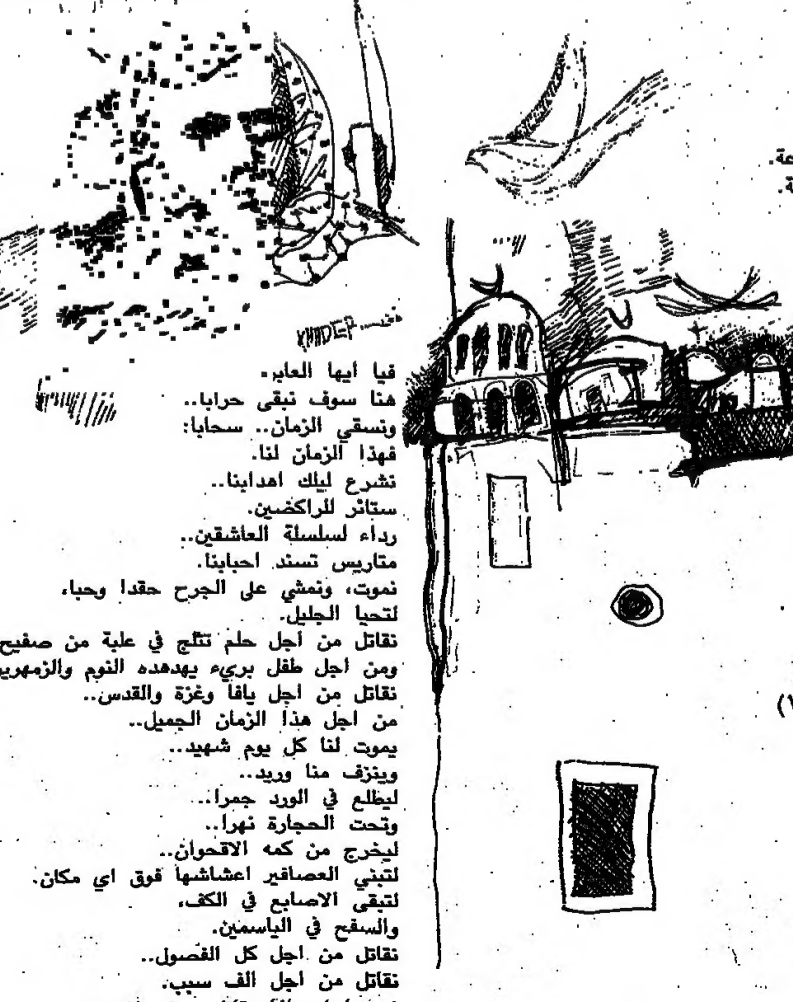 KHIDER خضير
فيا ايها العابر.
هنا سوف نبقى حرابا..
ونسقي الزمان.. سحابا:
فهذا الزمان لنا.
نشرع ليلك اهدابنا..
ستائر للراكضين.
رداء لسلسلة العاشقين..
متاريس تسند احبابنا.
نموت، ونمشي على الجرح حقدا وحبا،
لتحيا الجليل.
نقاتل من اجل حلم تثلج في علبة من صفيح
ومن اجل طفل بريء يهدهده النوم والزمهرير
نقاتل من اجل يافا وغزة والقدس..
من اجل هذا الزمان الجميل..
يموت لنا كل يوم شهيد..
وينزف منا وريد..
ليطلع في الورد جمرا..
وتحت الحجارة نهرا..
ليخرج من كمه الاقحوان..
لتبني العصافير اعشاشها فوق اي مكان.
لتبقى الاصابع في الكف،
والسفح في الياسمين.
نقاتل من اجل كل الفصول..
نقاتل من اجل الف سبب.